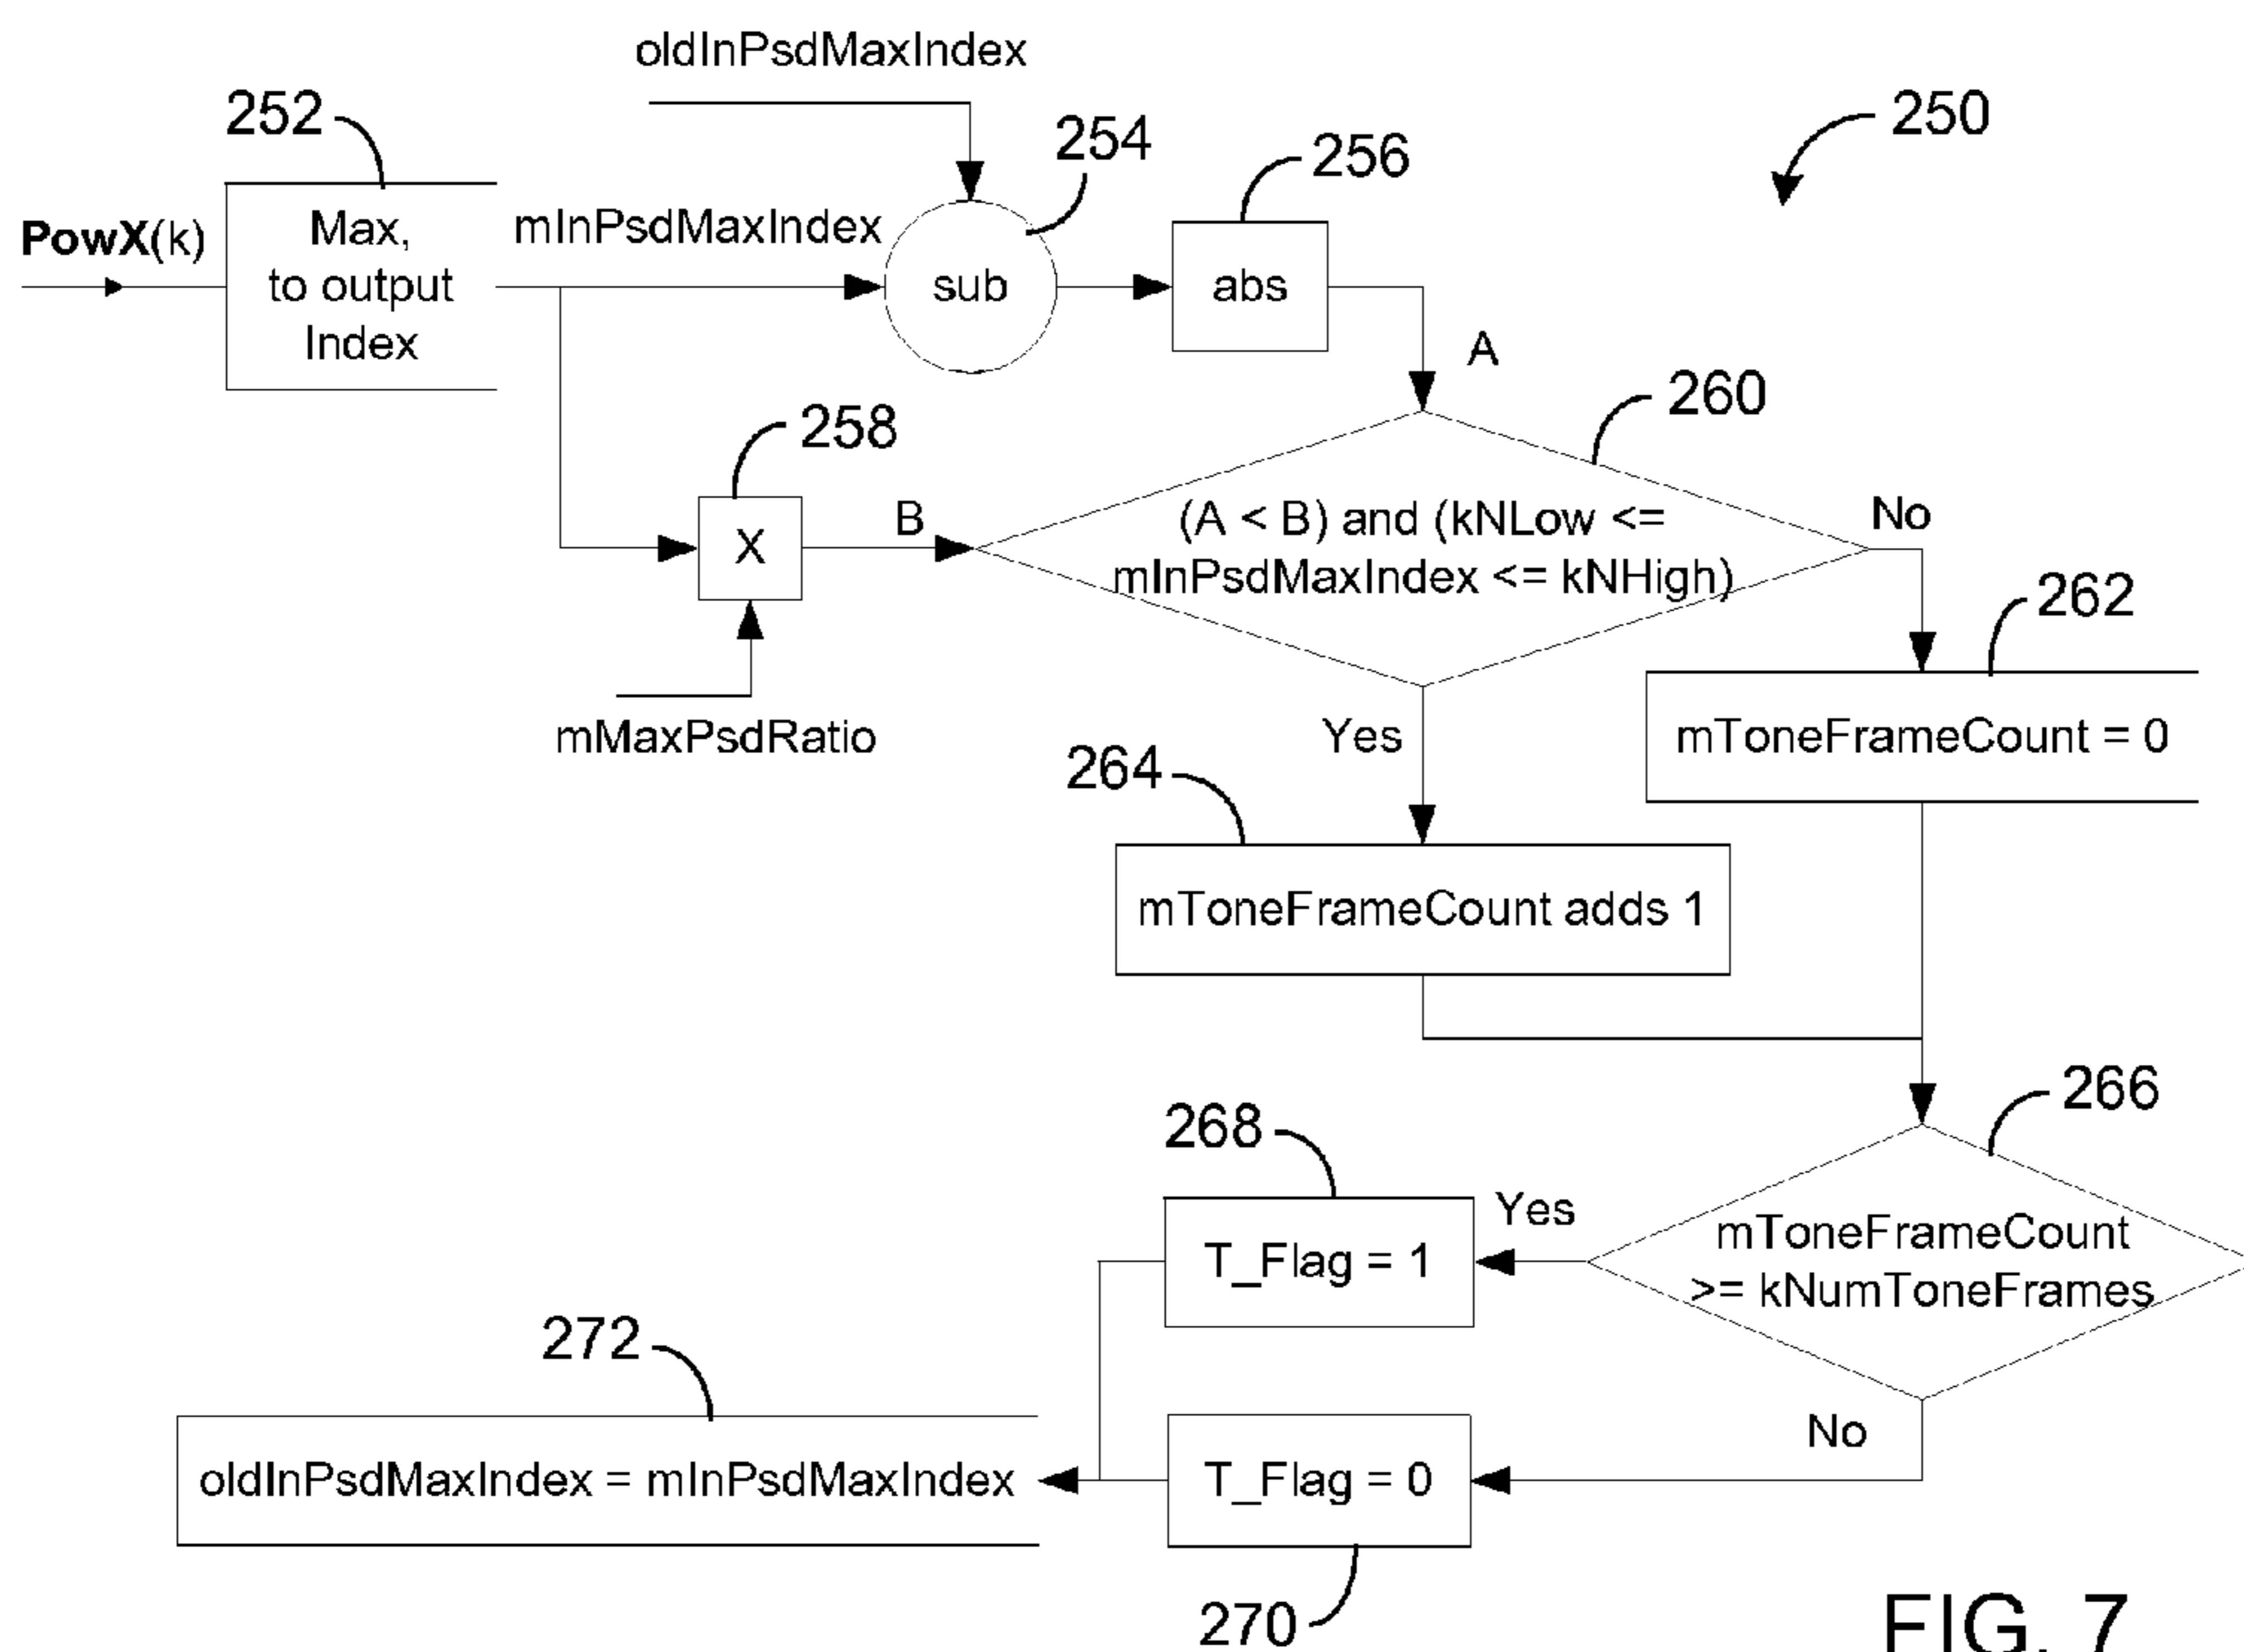 oldInPsdMaxIndex
252
254
256
250
PowX(k)
Max,
to output
Index
mInPsdMaxIndex
sub
abs
A
258
260
X
B
(A < B) and (kNLow <=
mInPsdMaxIndex <= kNHigh)
No
262
mMaxPsdRatio
Yes
mToneFrameCount = 0
264
mToneFrameCount adds 1
266
268
Yes
mToneFrameCount
>= kNumToneFrames
T_Flag = 1
272
No
oldInPsdMaxIndex = mInPsdMaxIndex
T_Flag = 0
270
FIG. 7